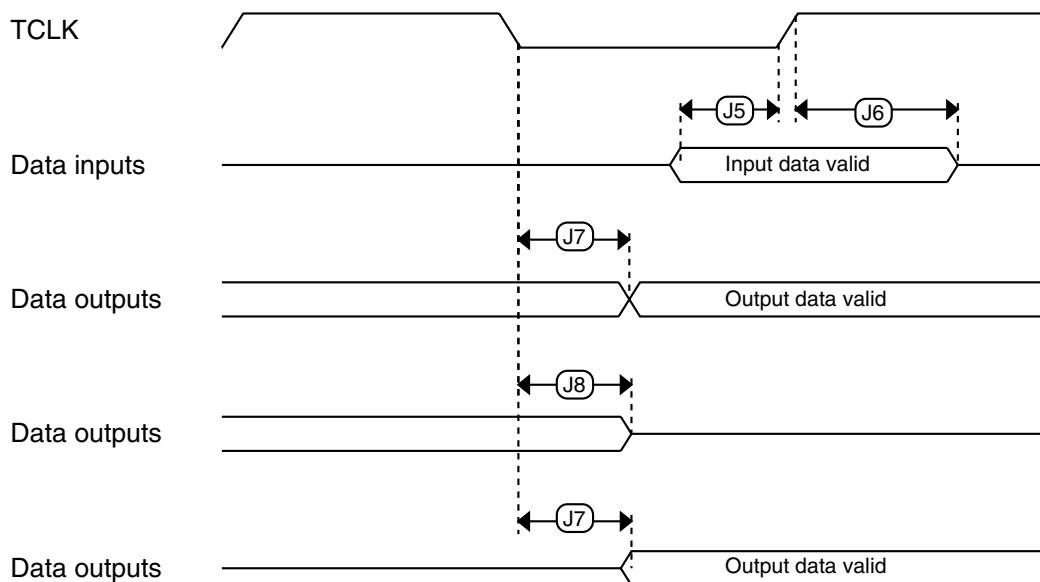 TCLK
J5
J6
Data inputs
Input data valid
J7
Data outputs
Output data valid
J8
Data outputs
J7
Data outputs
Output data valid